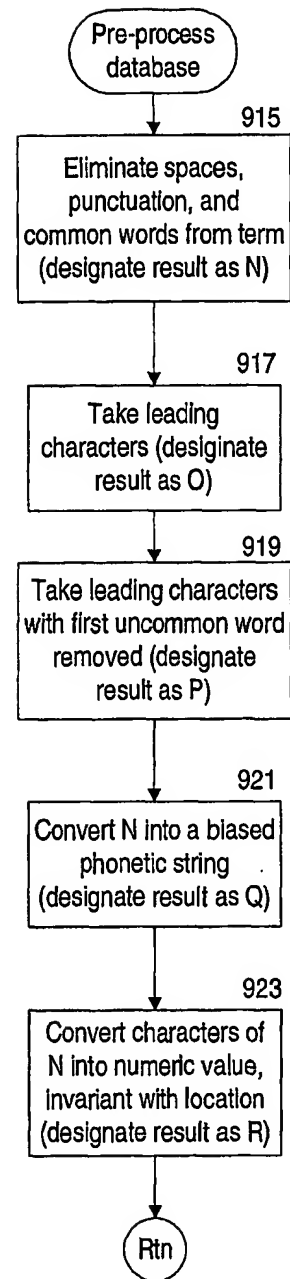 Pre-process
database
915
Eliminate spaces,
punctuation, and
common words from term
(designate result as N)
917
Take leading
characters (desiginate
result as O)
919
Take leading characters
with first uncommon word
removed (designate
result as P)
921
Convert N into a biased
phonetic string
(designate result as Q)
923
Convert characters of
N into numeric value,
invariant with location
(designate result as R)
Rtn